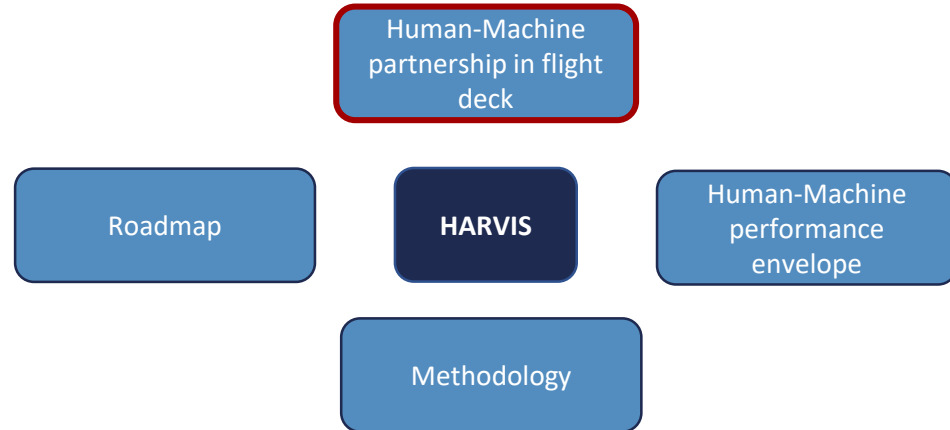 Human-Machine
partnership in flight
deck
Roadmap
HARVIS
Human-Machine
performance
envelope
Methodology